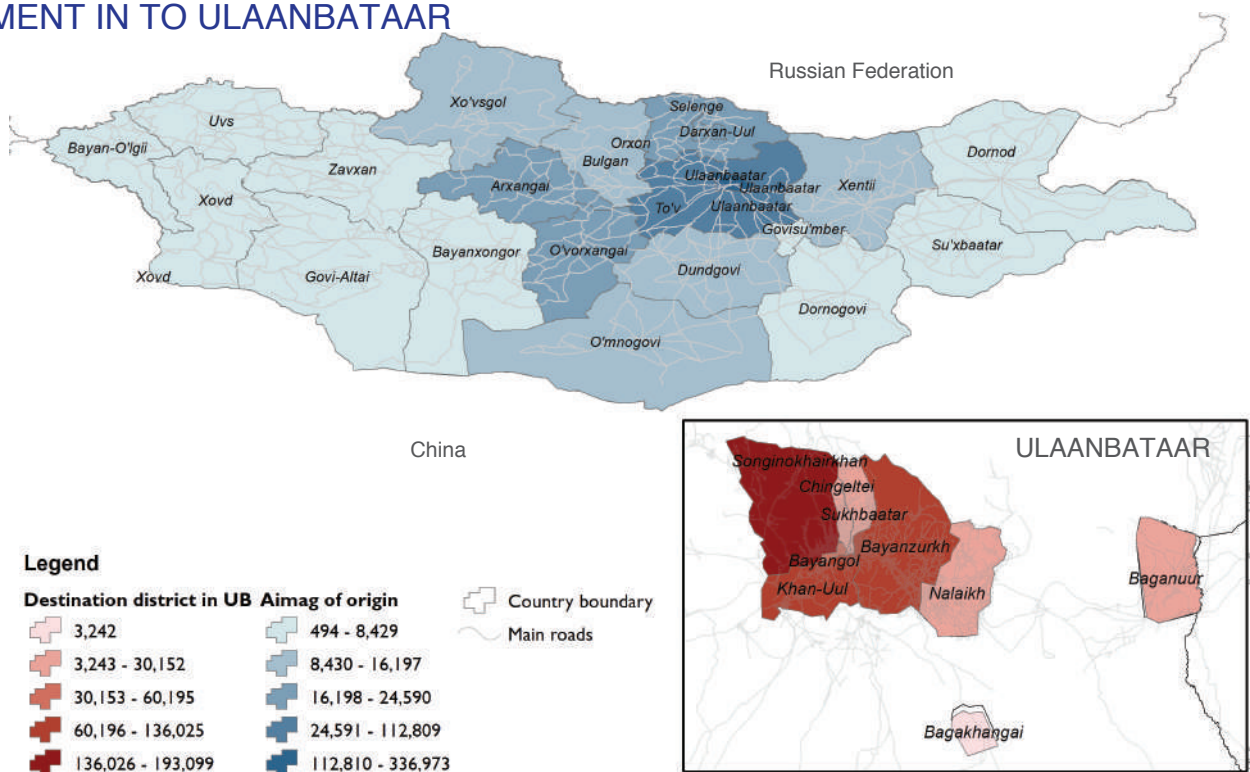 MENT IN TO ULAANBATAAR
Russian Federation
Xo'vsgol
Selenge
Uvs
Darxan-Uul
Bayan-O'lgii
Orxon
Dornod
Bulgan
Zavxan
Ulaanbaatar
Arxangai
Ulaanbaatar
Xentii
Xovd
To'v
Ulaanbaatar
Govisu'mber
Bayanxongor
O'vorxangai
Su'xbaatar
Xovd
Govi-Altai
Dundgovi
Dornogovi
O'mnogovi
China
ULAANBATAAR
Songinokhairkhan
Chingeltei
Sukhbaatar
Bayanzurkh
Bayangol
Khan-Uul
Nalaikh
Baganuur
Bagakhangai
Legend
Destination district in UB
3,242
3,243 - 30,152
30,153 - 60,195
60,196 - 136,025
136,026 - 193,099
Aimag of origin
494 - 8,429
8,430 - 16,197
16,198 - 24,590
24,591 - 112,809
112,810 - 336,973
Country boundary
Main roads